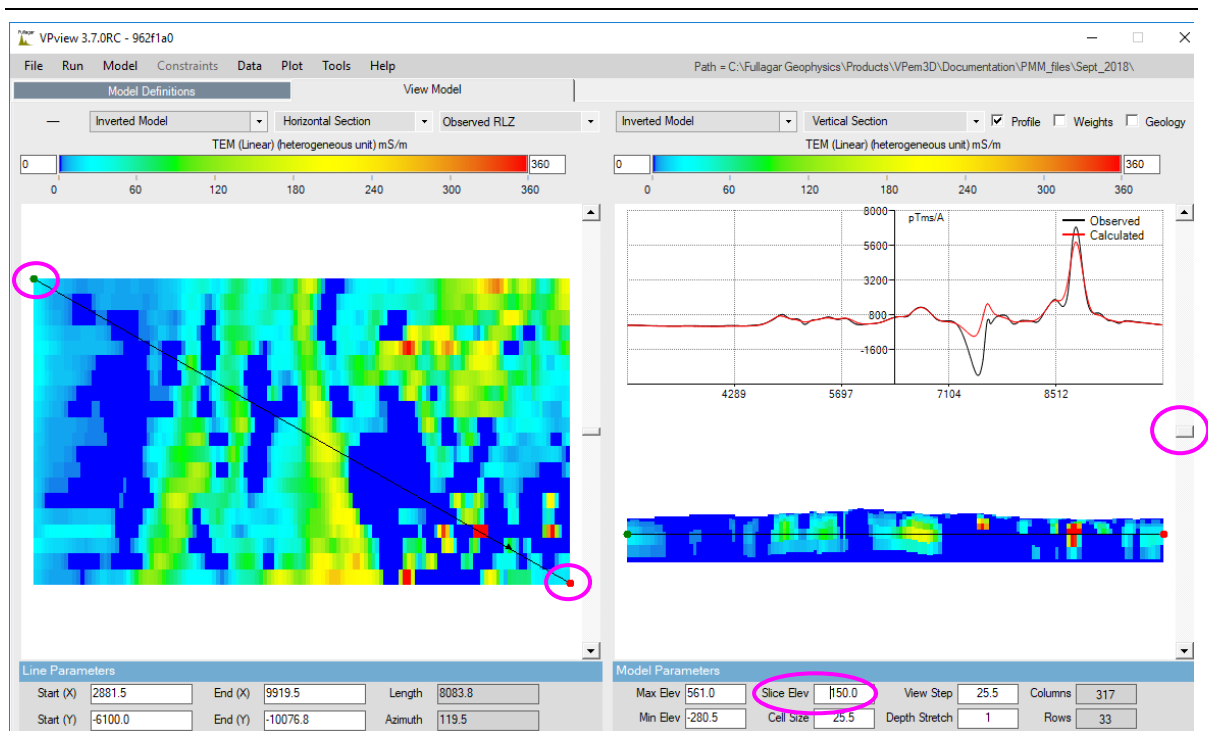 Fullagar
VPview 3.7.0RC - 962f1a0
File Run Model Constraints Data Plot Tools Help
Path = C:\Fullagar Geophysics\Products\VPem3D\Documentation\PMM_files\Sept_2018\
Model Definitions View Model
Inverted Model Horizontal Section Observed RLZ
Inverted Model Vertical Section Profile Weights Geology
TEM (Linear) (heterogeneous unit) mS/m
0 360
0 60 120 180 240 300 360
TEM (Linear) (heterogeneous unit) mS/m
0 360
0 60 120 180 240 300 360
8000 pTms/A Observed
Calculated
5600
3200
800
-1600
4289 5697 7104 8512
Line Parameters
Start (X) 2881.5 End (X) 9919.5 Length 8083.8
Start (Y) -6100.0 End (Y) -10076.8 Azimuth 119.5
Model Parameters
Max Elev 561.0 Slice Elev 150.0 View Step 25.5 Columns 317
Min Elev -280.5 Cell Size 25.5 Depth Stretch 1 Rows 33